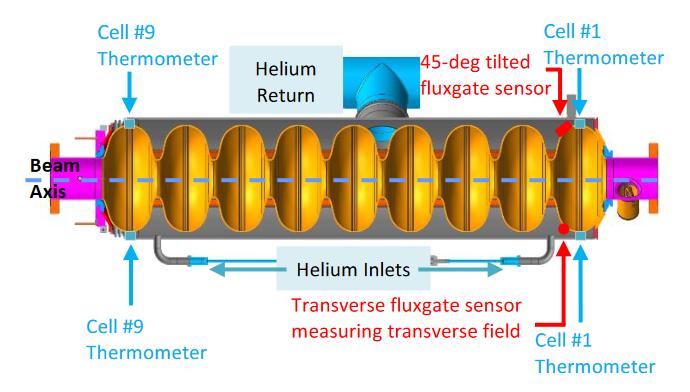 Cell #9
Thermometer
Helium
Return
45-deg tilted
fluxgate sensor
Cell #1
Thermometer
Beam
Axis
Helium Inlets
Transverse fluxgate sensor
measuring transverse field
Cell #9
Thermometer
Cell #1
Thermometer